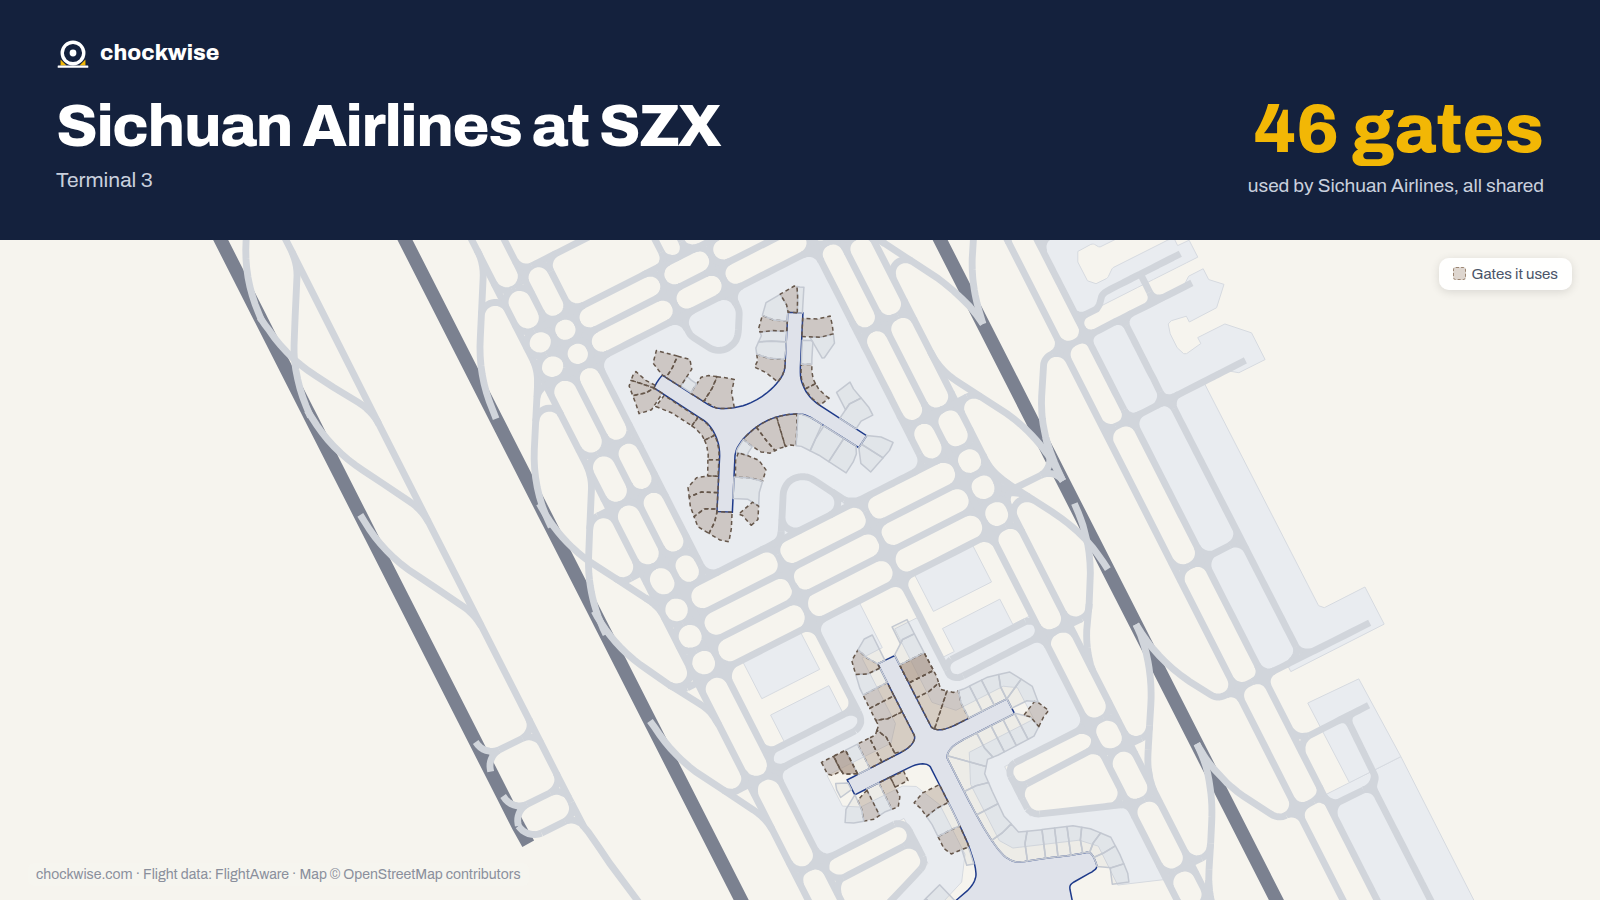 chockwise
Sichuan Airlines at SZX
Terminal 3
46 gates
used by Sichuan Airlines, all shared
Gates it uses
chockwise.com · Flight data: FlightAware · Map © OpenStreetMap contributors